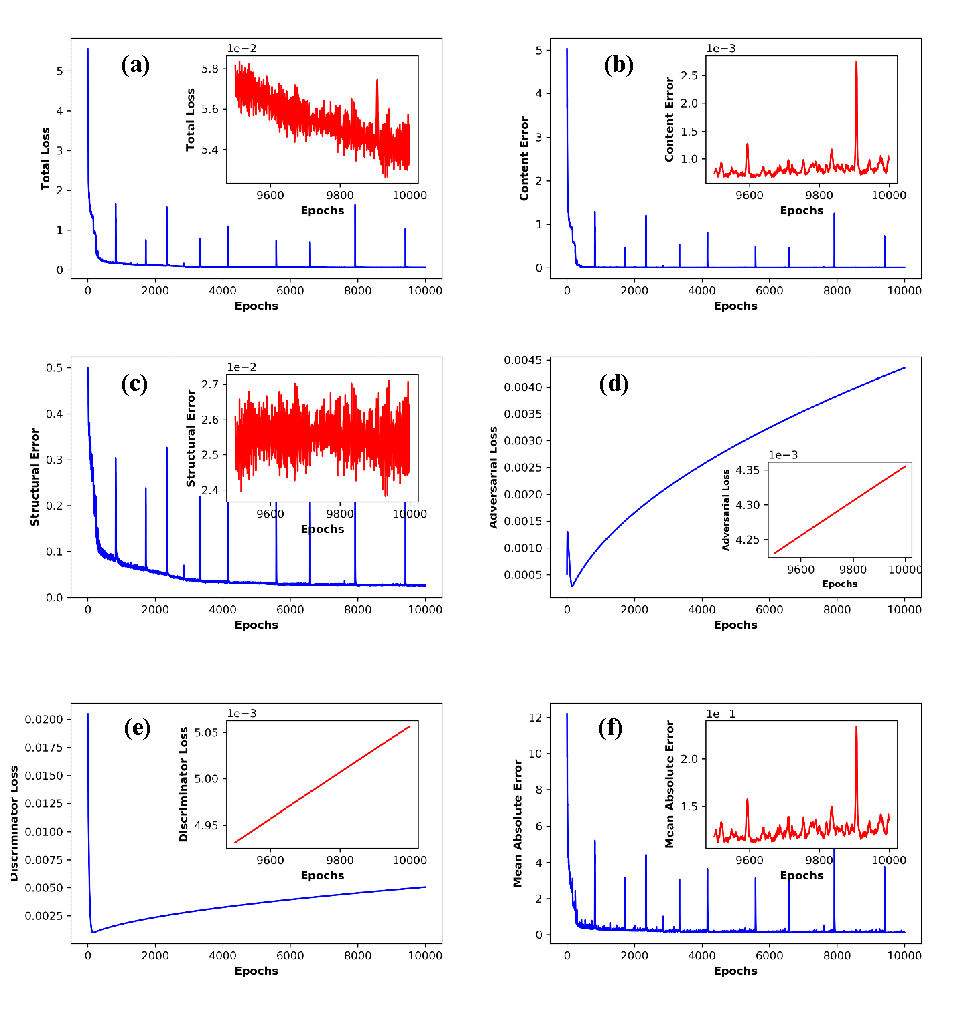 (a)
1e−2
5.8
5.6
5.4
Total Loss
9600 9800 10000
Epochs
5
4
3
2
1
0
Total Loss
0 2000 4000 6000 8000 10000
Epochs
(b)
1e−3
2.5
1.5
1.0
Content Error
9600 9800 10000
Epochs
5
4
3
2
1
0
Content Error
0 2000 4000 6000 8000 10000
Epochs
(c)
1e−2
2.7
2.6
2.5
2.4
Structural Error
9600 9800 10000
Epochs
0.5
0.4
0.3
0.2
0.1
0.0
Structural Error
0 2000 4000 6000 8000 10000
Epochs
(d)
0.0045
0.0040
0.0035
0.0030
0.0025
0.0020
0.0015
0.0010
0.0005
Adversarial Loss
1e−3
4.35
4.30
4.25
Adversarial Loss
9600 9800 10000
Epochs
0 2000 4000 6000 8000 10000
Epochs
(e)
1e−3
5.05
5.00
4.95
Discriminator Loss
9600 9800 10000
Epochs
0.0200
0.0175
0.0150
0.0125
0.0100
0.0075
0.0050
0.0025
Discriminator Loss
0 2000 4000 6000 8000 10000
Epochs
(f)
1e−1
2.0
1.5
Mean Absolute Error
9600 9800 10000
Epochs
12
10
8
6
4
2
0
Mean Absolute Error
0 2000 4000 6000 8000 10000
Epochs